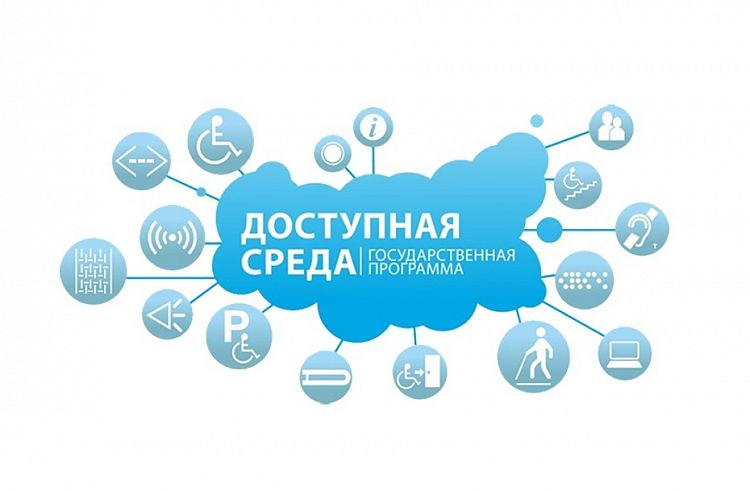 ДОСТУПНАЯ
СРЕДА | ГОСУДАРСТВЕННАЯ
ПРОГРАММА
i
P
T